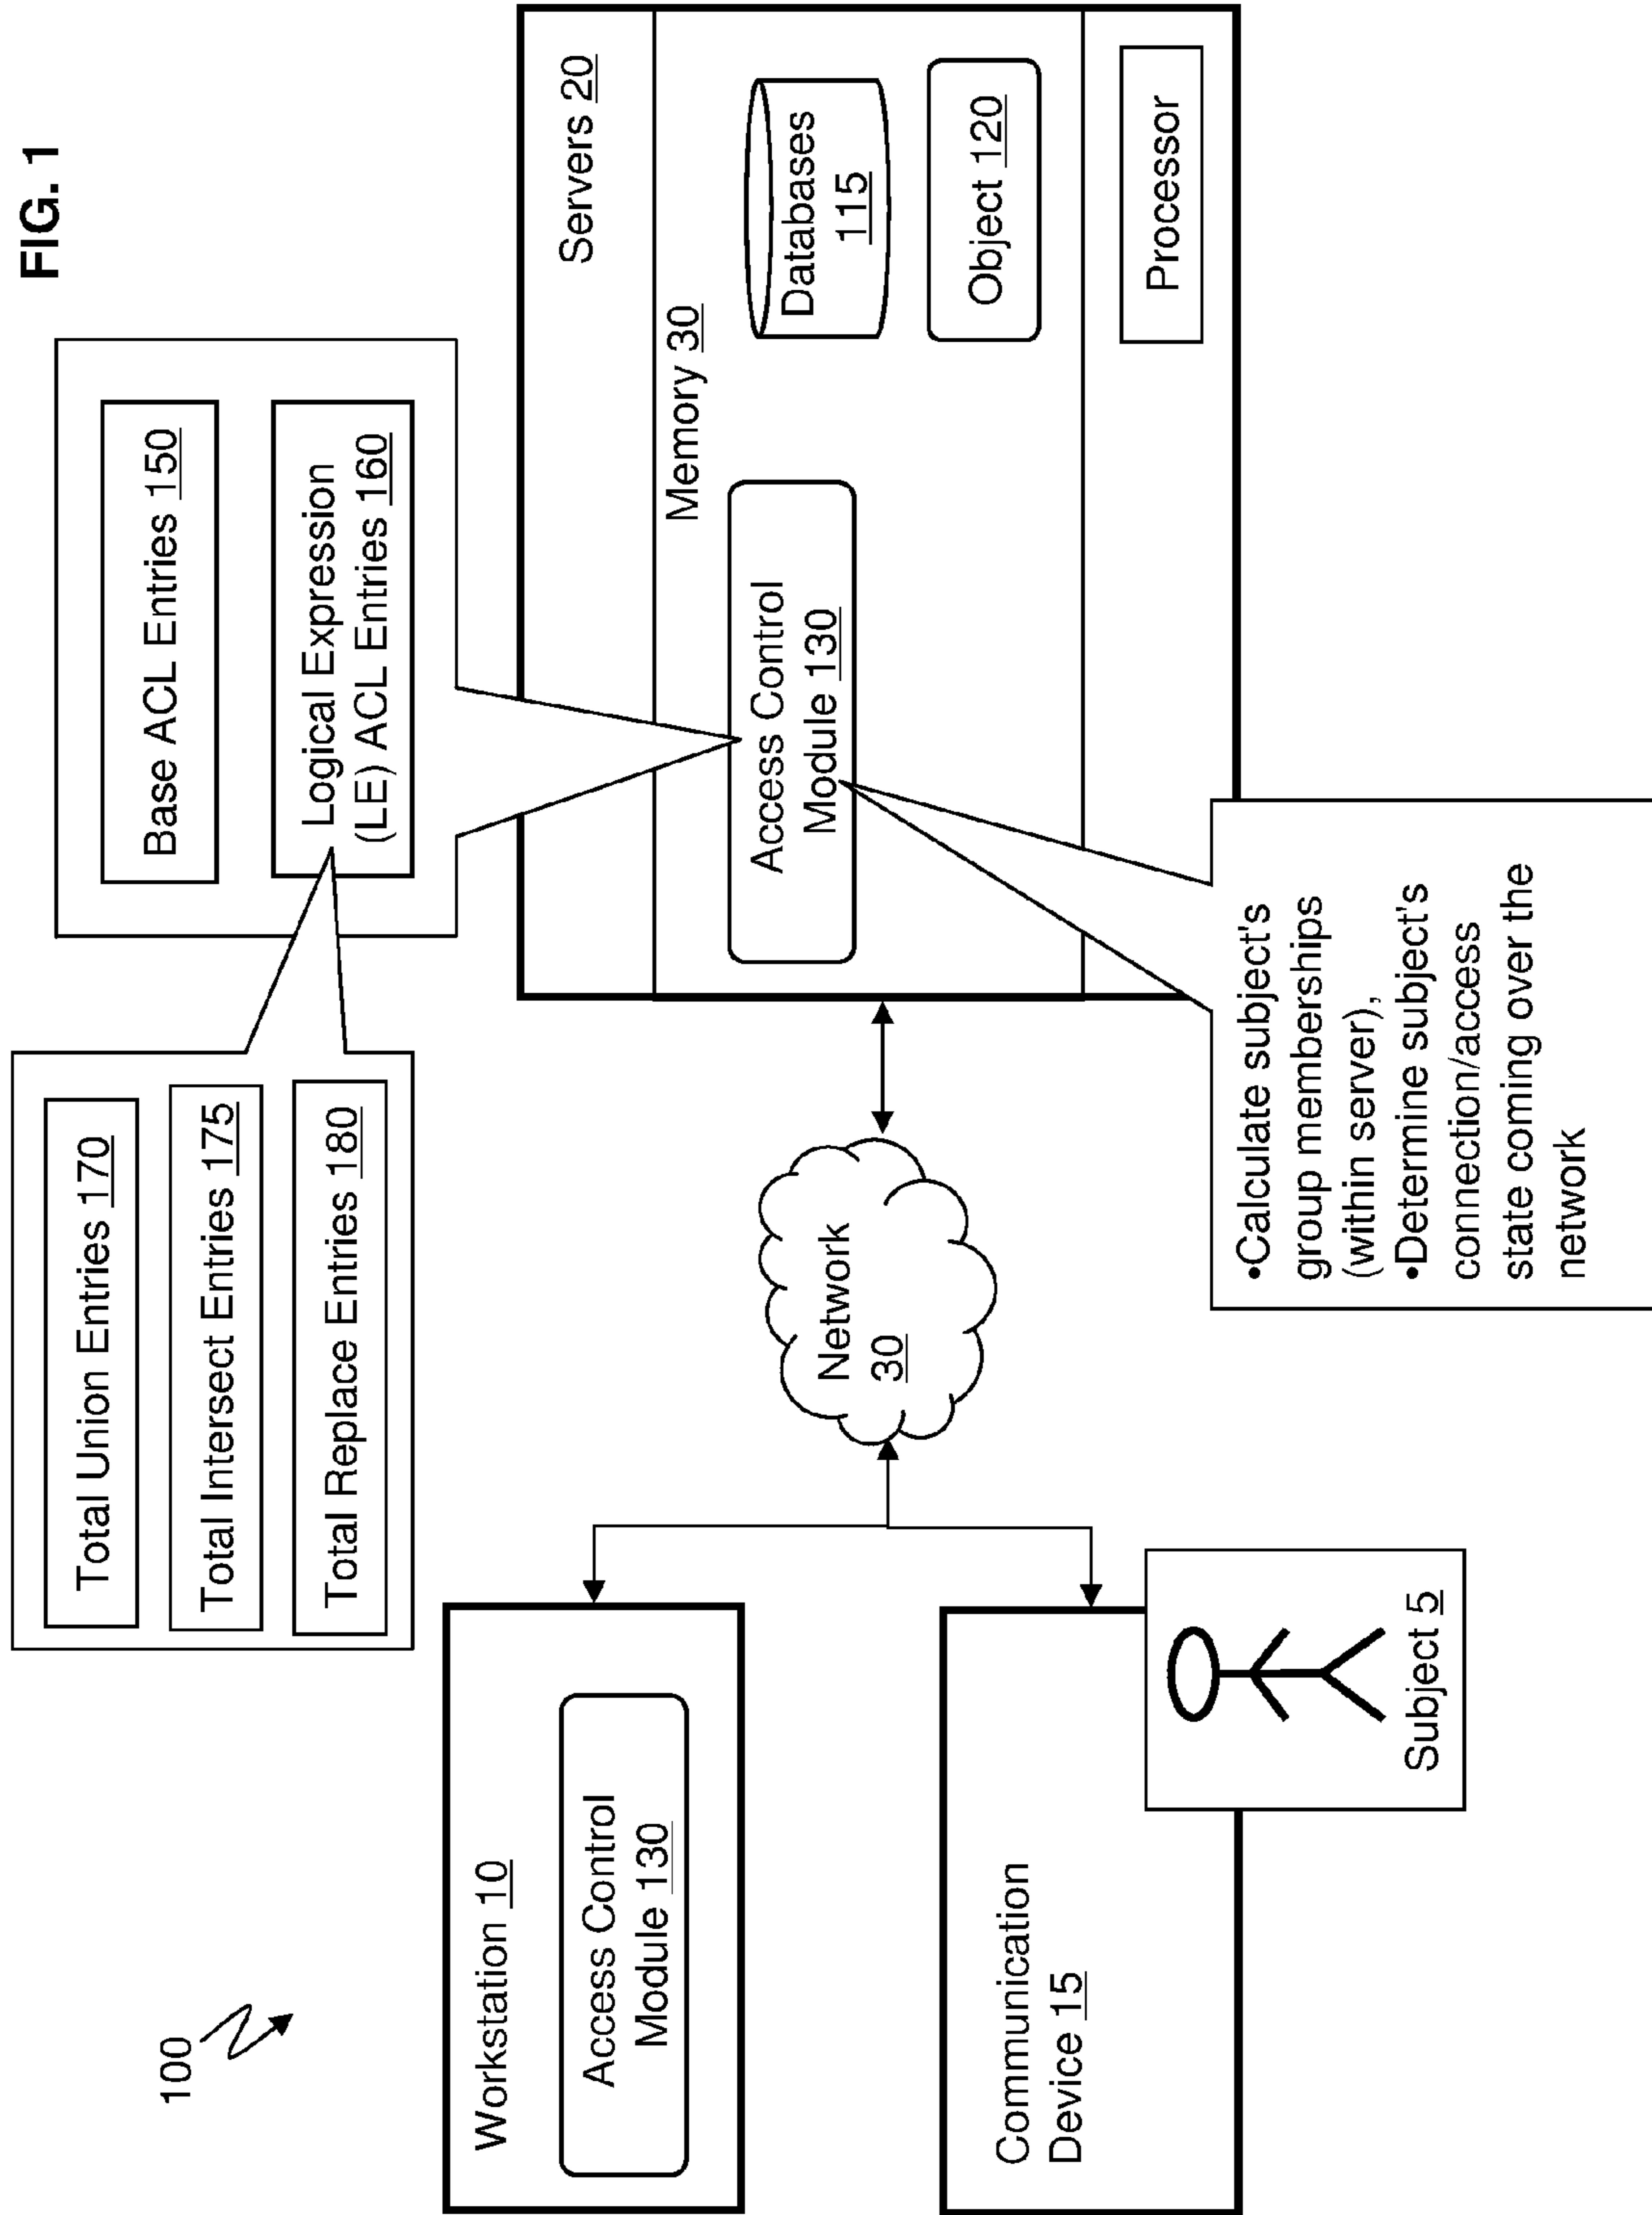 FIG. 1
100
Total Union Entries 170
Total Intersect Entries 175
Total Replace Entries 180
Base ACL Entries 150
Logical Expression
(LE) ACL Entries 160
Workstation 10
Access Control
Module 130
Communication
Device 15
Subject 5
Network
30
Servers 20
Memory 30
Access Control
Module 130
Databases
115
Object 120
Processor
•Calculate subject's
group memberships
(within server),
•Determine subject's
connection/access
state coming over the
network